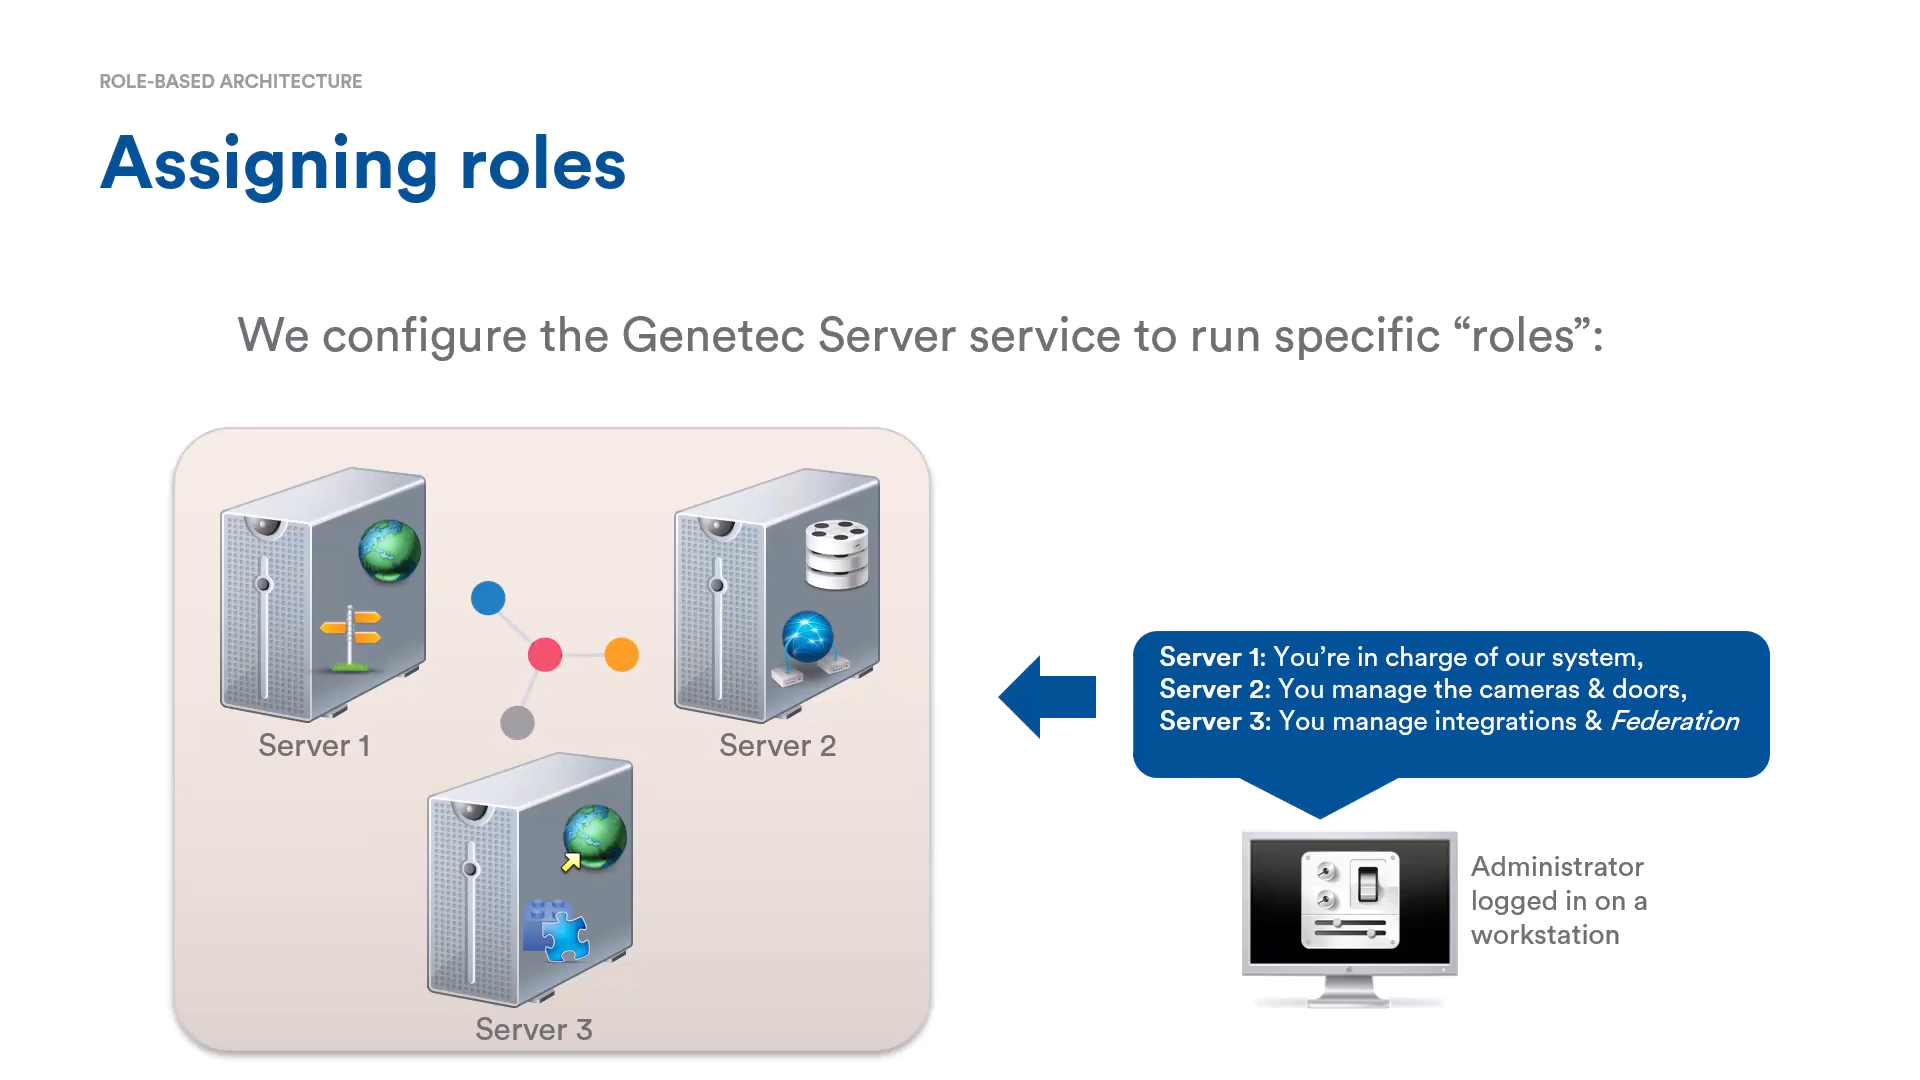 ROLE-BASED ARCHITECTURE
Assigning roles
We configure the Genetec Server service to run specific “roles”:
Server 1
Server 2
Server 3
Server 1: You’re in charge of our system,
Server 2: You manage the cameras & doors,
Server 3: You manage integrations & Federation
Administrator
logged in on a
workstation